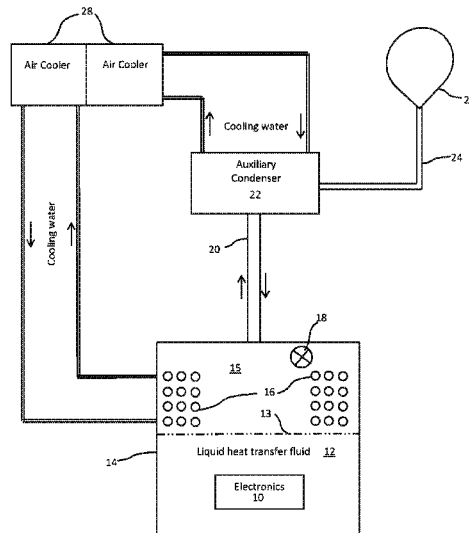 28
Air Cooler
Air Cooler
2
Cooling water
24
Auxiliary
Condenser
22
20
Cooling water
18
15
16
13
Liquid heat transfer fluid 12
14
Electronics
10